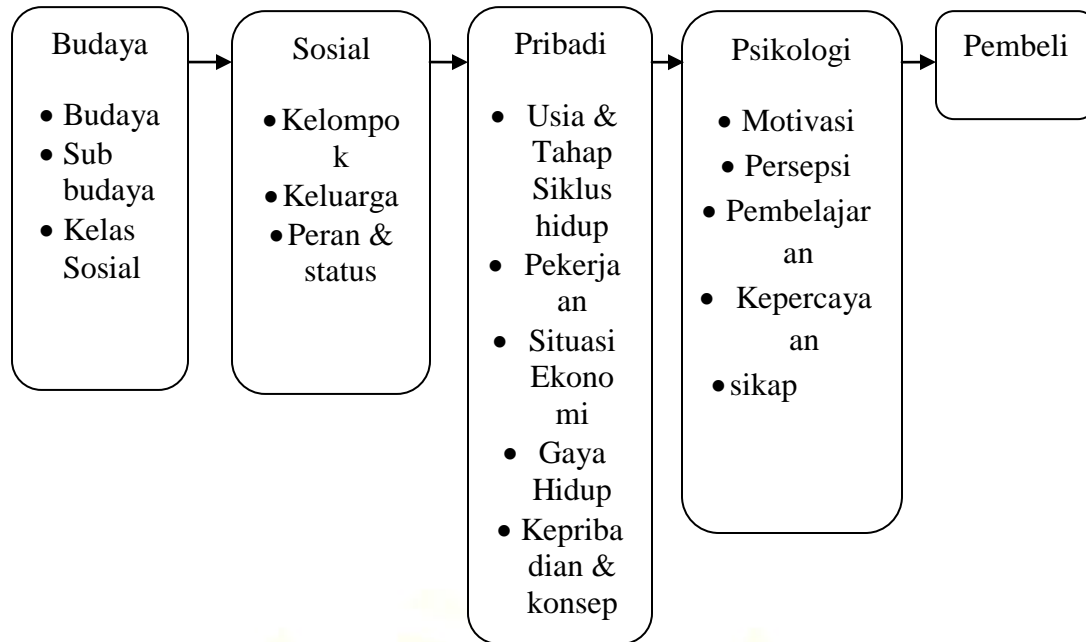 Budaya
• Budaya
• Sub
budaya
• Kelas
Sosial
Sosial
• Kelompo
k
• Keluarga
• Peran &
status
Pribadi
• Usia &
Tahap
Siklus
hidup
• Pekerja
an
• Situasi
Ekono
mi
• Gaya
Hidup
• Kepriba
dian &
konsep
Psikologi
• Motivasi
• Persepsi
• Pembelajar
an
• Kepercaya
an
• sikap
Pembeli